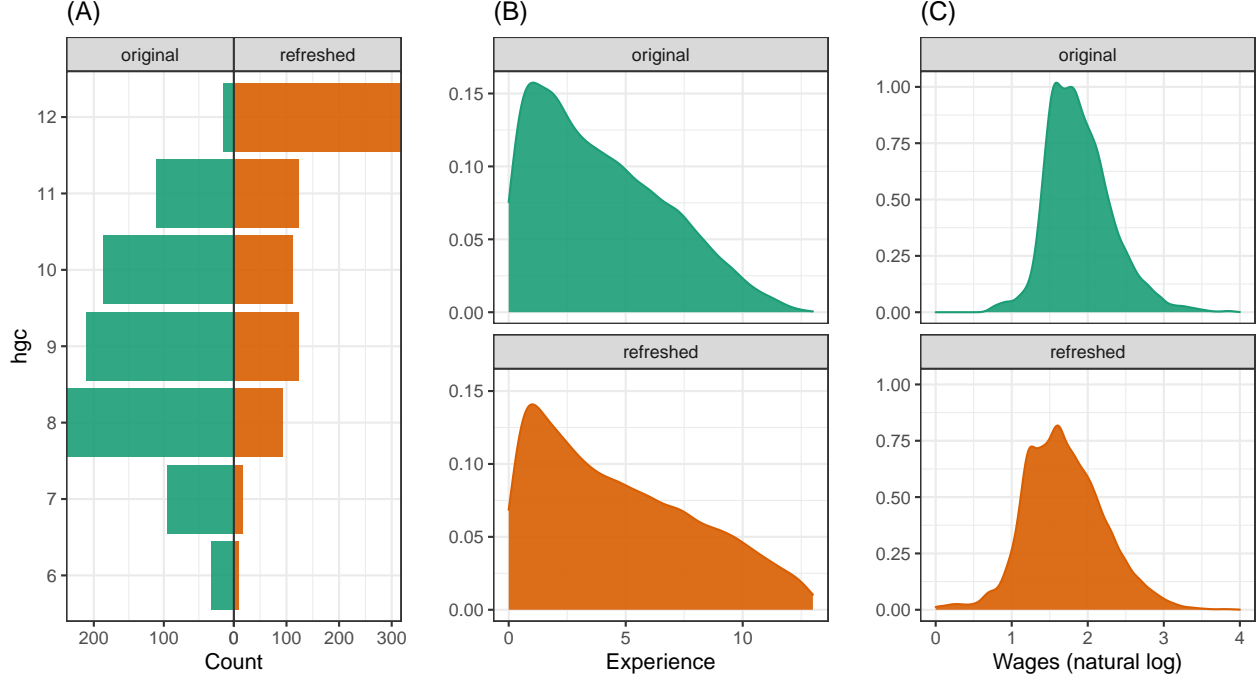 (A)
original refreshed
12
11
10
9
8
7
6
hgc
200 100 0 0 100 200 300
Count
(B)
original
0.15
0.10
0.05
0.00
refreshed
0.15
0.10
0.05
0.00
0 5 10
Experience
(C)
original
1.00
0.75
0.50
0.25
0.00
refreshed
1.00
0.75
0.50
0.25
0.00
0 1 2 3 4
Wages (natural log)